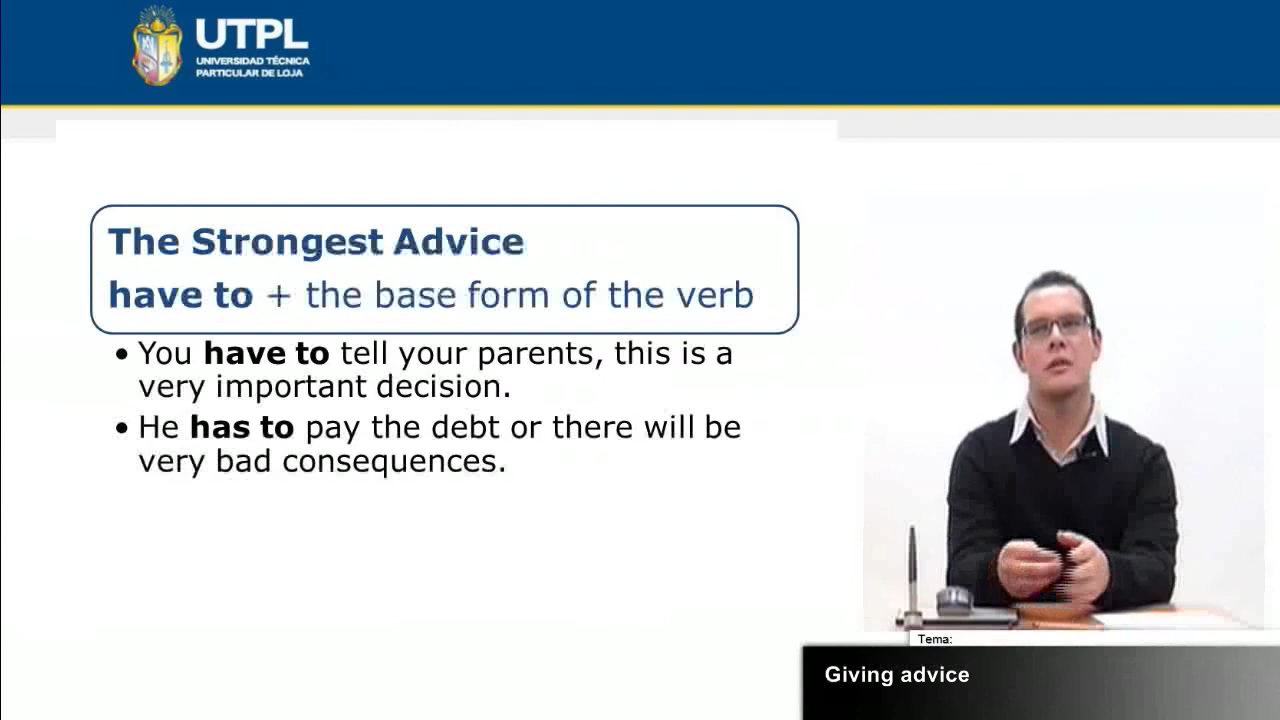 UTPL
UNIVERSIDAD TÉCNICA
PARTICULAR DE LOJA
The Strongest Advice
have to + the base form of the verb
• You have to tell your parents, this is a
very important decision.
• He has to pay the debt or there will be
very bad consequences.
Tema:
Giving advice